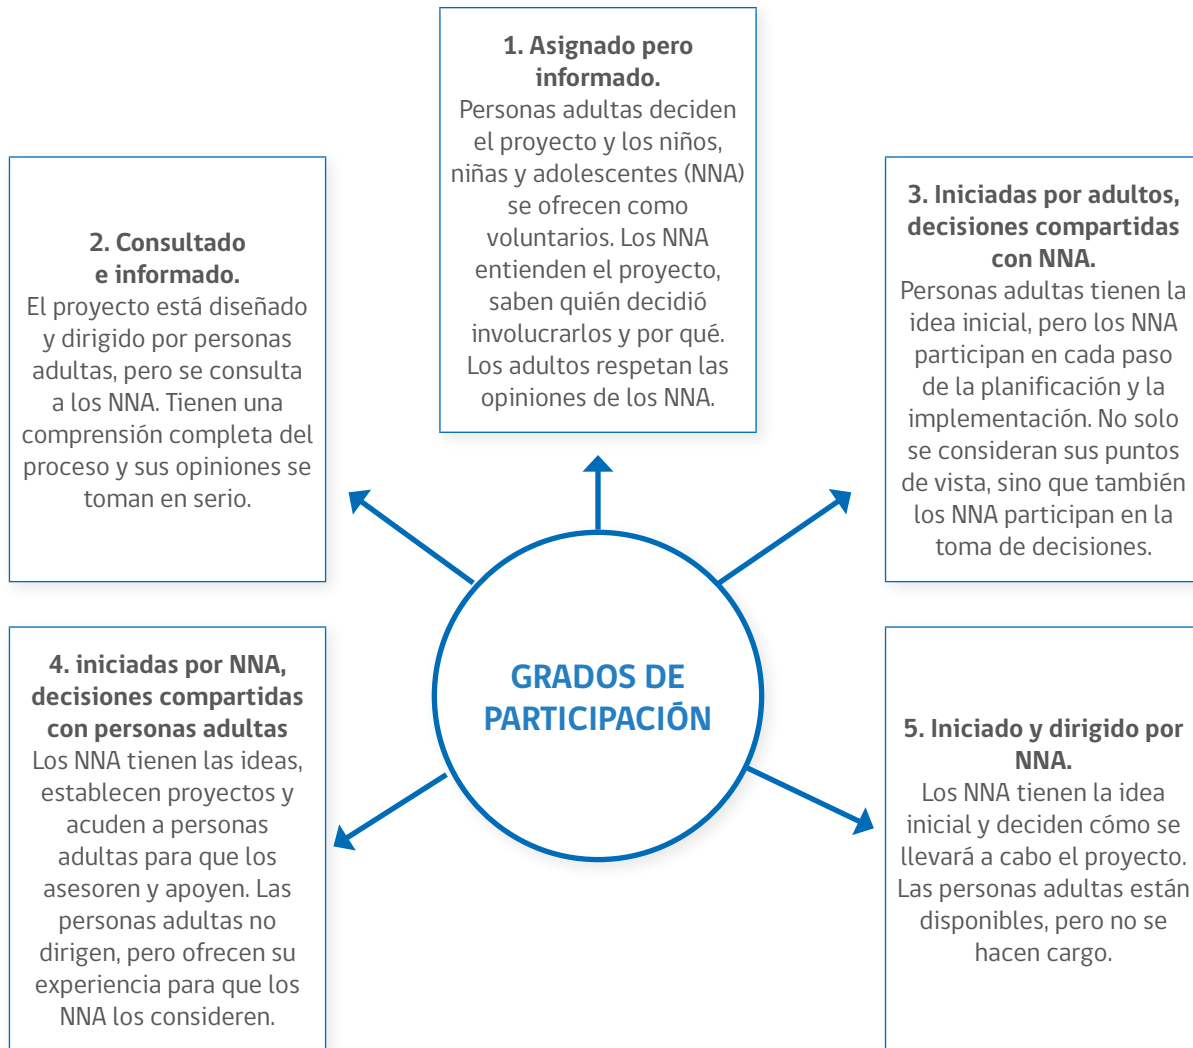 1. Asignado pero
informado.
Personas adultas deciden
el proyecto y los niños,
niñas y adolescentes (NNA)
se ofrecen como
voluntarios. Los NNA
entienden el proyecto,
saben quién decidió
involucrarlos y por qué.
Los adultos respetan las
opiniones de los NNA.
2. Consultado
e informado.
El proyecto está diseñado
y dirigido por personas
adultas, pero se consulta
a los NNA. Tienen una
comprensión completa del
proceso y sus opiniones se
toman en serio.
3. Iniciadas por adultos,
decisiones compartidas
con NNA.
Personas adultas tienen la
idea inicial, pero los NNA
participan en cada paso
de la planificación y la
implementación. No solo
se consideran sus puntos
de vista, sino que también
los NNA participan en la
toma de decisiones.
GRADOS DE
PARTICIPACIÓN
4. iniciadas por NNA,
decisiones compartidas
con personas adultas
Los NNA tienen las ideas,
establecen proyectos y
acuden a personas
adultas para que los
asesoren y apoyen. Las
personas adultas no
dirigen, pero ofrecen su
experiencia para que los
NNA los consideren.
5. Iniciado y dirigido por
NNA.
Los NNA tienen la idea
inicial y deciden cómo se
llevará a cabo el proyecto.
Las personas adultas están
disponibles, pero no se
hacen cargo.